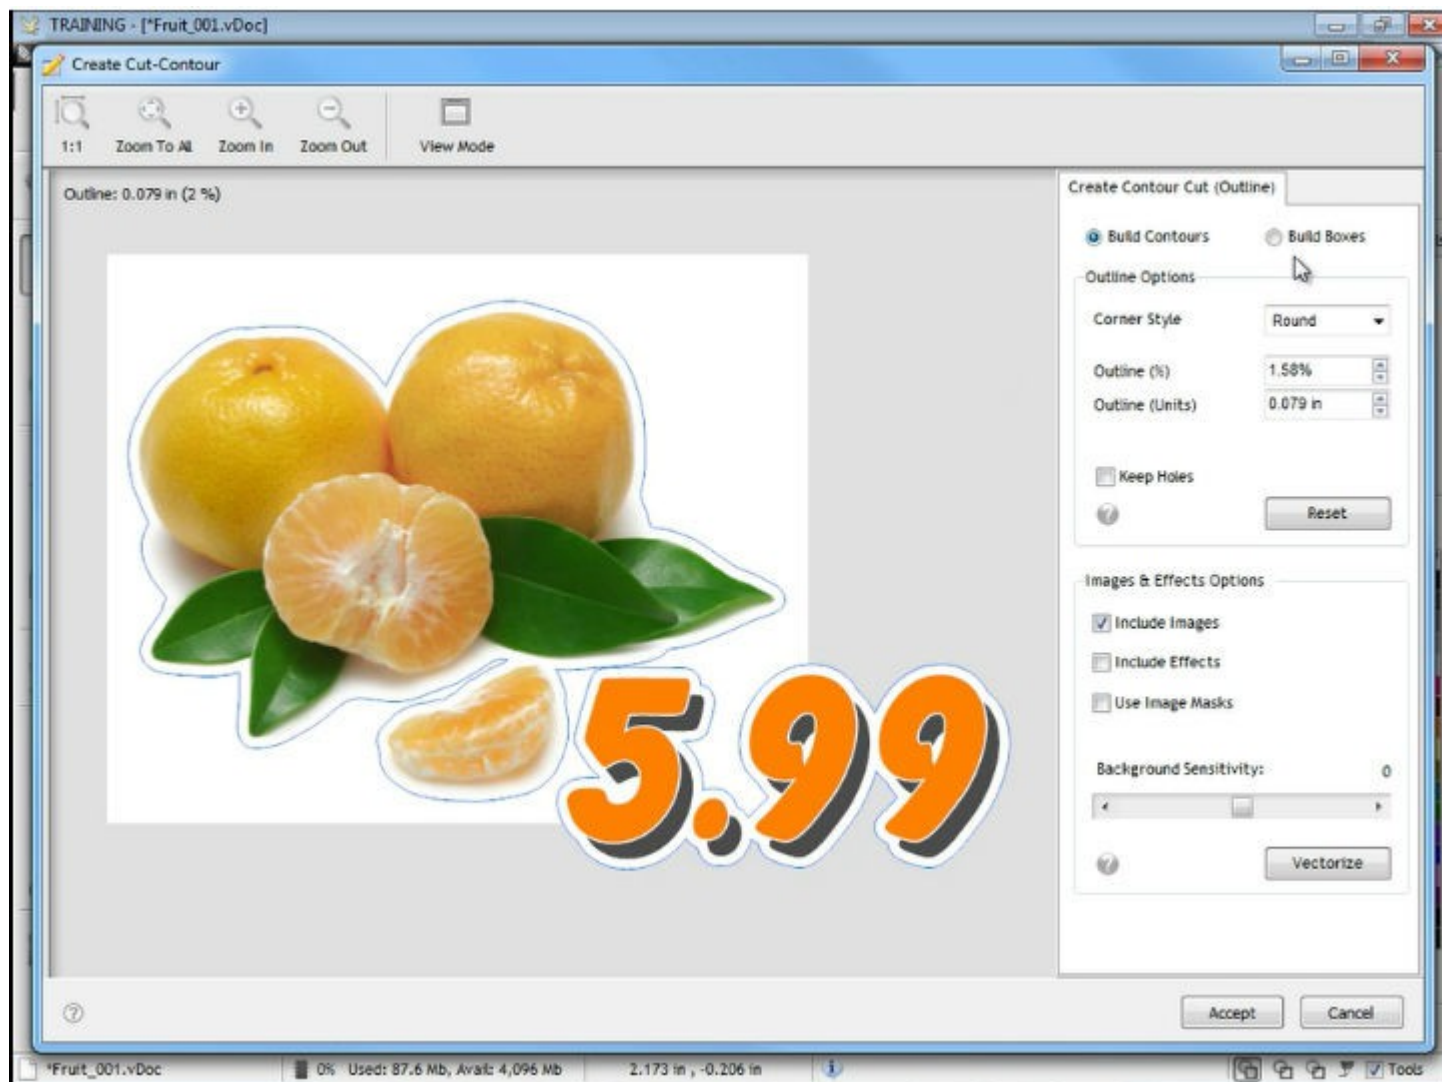 TRAINING - [*Fruit_001.vDoc]
Create Cut-Contour
1:1 Zoom To All Zoom In Zoom Out View Mode
Outline: 0.079 in (2 %)
Create Contour Cut (Outline)
Build Contours Build Boxes
Outline Options
Corner Style Round
Outline (%) 1.58%
Outline (Units) 0.079 in
Keep Holes
Reset
Images & Effects Options
Include Images
Include Effects
Use Image Masks
5.99
Background Sensitivity: 0
Vectorize
Accept Cancel
*Fruit_001.vDoc 0% Used: 87.6 Mb, Avail: 4,096 Mb 2.173 in , -0.206 in Tools